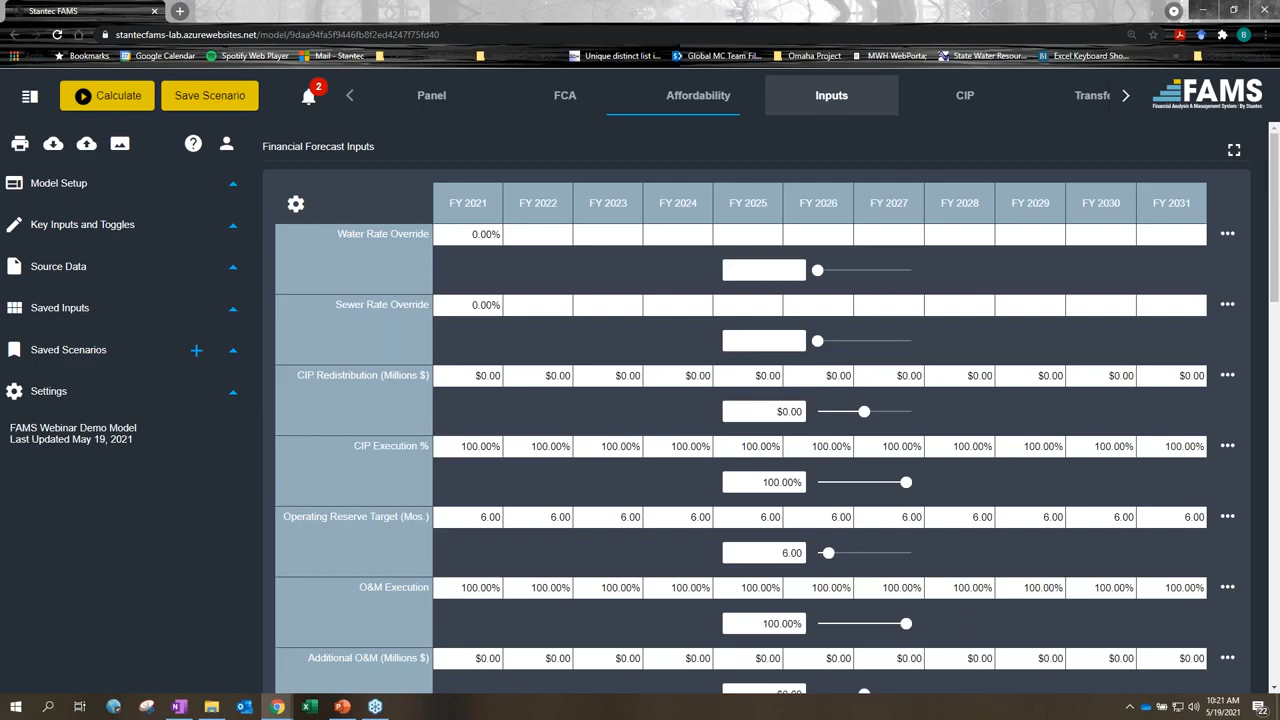 Stantec FAMS
stantecfams-lab.azurewebsites.net/model/9daa94fa5f9446fb8f2ed4247f75fd40
Bookmarks Google Calendar Spotify Web Player Mail - Stantec Unique distinct list i... Global MC Team Fil... Omaha Project MWH WebPorta State Water Resour... Excel Keyboard Sho...
Calculate Save Scenario 2 Panel FCA Affordability Inputs CIP Transfe FAMS
Financial Analysis & Management System | By Stantec
Financial Forecast Inputs
Model Setup
Key Inputs and Toggles
Source Data
Saved Inputs
Saved Scenarios
Settings
FAMS Webinar Demo Model
Last Updated May 19, 2021
FY 2021 FY 2022 FY 2023 FY 2024 FY 2025 FY 2026 FY 2027 FY 2028 FY 2029 FY 2030 FY 2031
Water Rate Override 0.00%
Sewer Rate Override 0.00%
CIP Redistribution (Millions $) $0.00 $0.00 $0.00 $0.00 $0.00 $0.00 $0.00 $0.00 $0.00 $0.00 $0.00
$0.00
CIP Execution % 100.00% 100.00% 100.00% 100.00% 100.00% 100.00% 100.00% 100.00% 100.00% 100.00% 100.00%
100.00%
Operating Reserve Target (Mos.) 6.00 6.00 6.00 6.00 6.00 6.00 6.00 6.00 6.00 6.00 6.00
6.00
O&M Execution 100.00% 100.00% 100.00% 100.00% 100.00% 100.00% 100.00% 100.00% 100.00% 100.00% 100.00%
100.00%
Additional O&M (Millions $) $0.00 $0.00 $0.00 $0.00 $0.00 $0.00 $0.00 $0.00 $0.00 $0.00 $0.00
$0.00
10:21 AM
5/19/2021
22